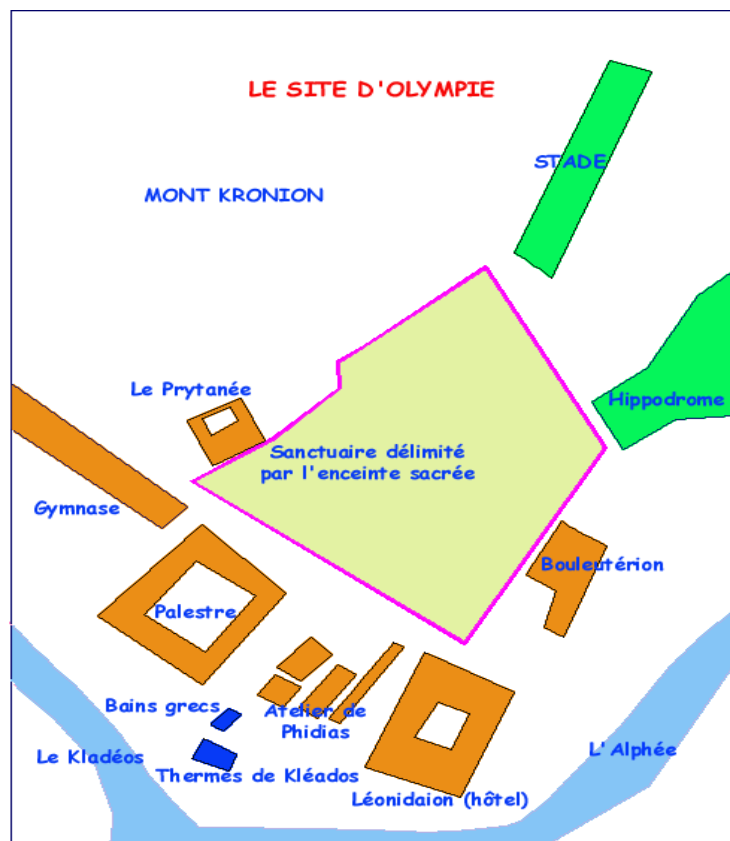 LE SITE D'OLYMPIE
STADE
MONT KRONION
Le Prytanée
Hippodrome
Sanctuaire délimité
par l'enceinte sacrée
Gymnase
Bouleutérion
Palestre
Bains grecs
Atelier de
Phidias
Le Kladéos
L'Alphée
Thermes de Kléados
Léonidaion (hôtel)